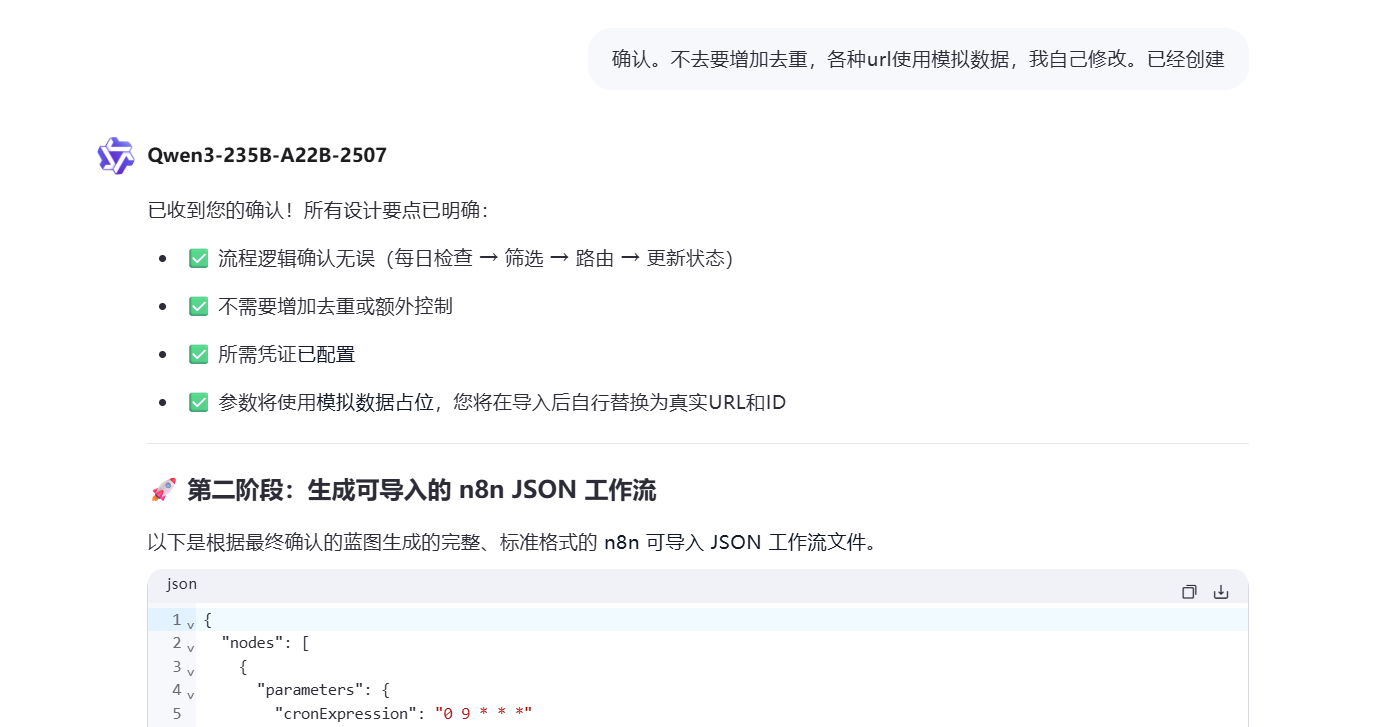 确认。不去要增加去重，各种url使用模拟数据，我自己修改。已经创建
Qwen3-235B-A22B-2507
已收到您的确认！所有设计要点已明确：
• ✅ 流程逻辑确认无误（每日检查 → 筛选 → 路由 → 更新状态）
• ✅ 不需要增加去重或额外控制
• ✅ 所需凭证已配置
• ✅ 参数将使用模拟数据占位，您将在导入后自行替换为真实URL和ID
🚀 第二阶段：生成可导入的 n8n JSON 工作流
以下是根据最终确认的蓝图生成的完整、标准格式的 n8n 可导入 JSON 工作流文件。
json
1 {
2 "nodes": [
3 {
4 "parameters": {
5 "cronExpression": "0 9 * * *"